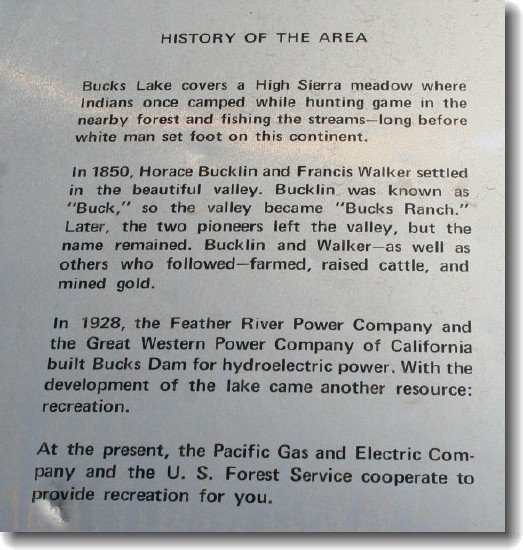 HISTORY OF THE AREA
Bucks Lake covers a High Sierra meadow where
Indians once camped while hunting game in the
nearby forest and fishing the streams—long before
white man set foot on this continent.
In 1850, Horace Bucklin and Francis Walker settled
in the beautiful valley. Bucklin was known as
"Buck," so the valley became "Bucks Ranch."
Later, the two pioneers left the valley, but the
name remained. Bucklin and Walker—as well as
others who followed—farmed, raised cattle, and
mined gold.
In 1928, the Feather River Power Company and
the Great Western Power Company of California
built Bucks Dam for hydroelectric power. With the
development of the lake came another resource:
recreation.
At the present, the Pacific Gas and Electric Com-
pany and the U. S. Forest Service cooperate to
provide recreation for you.